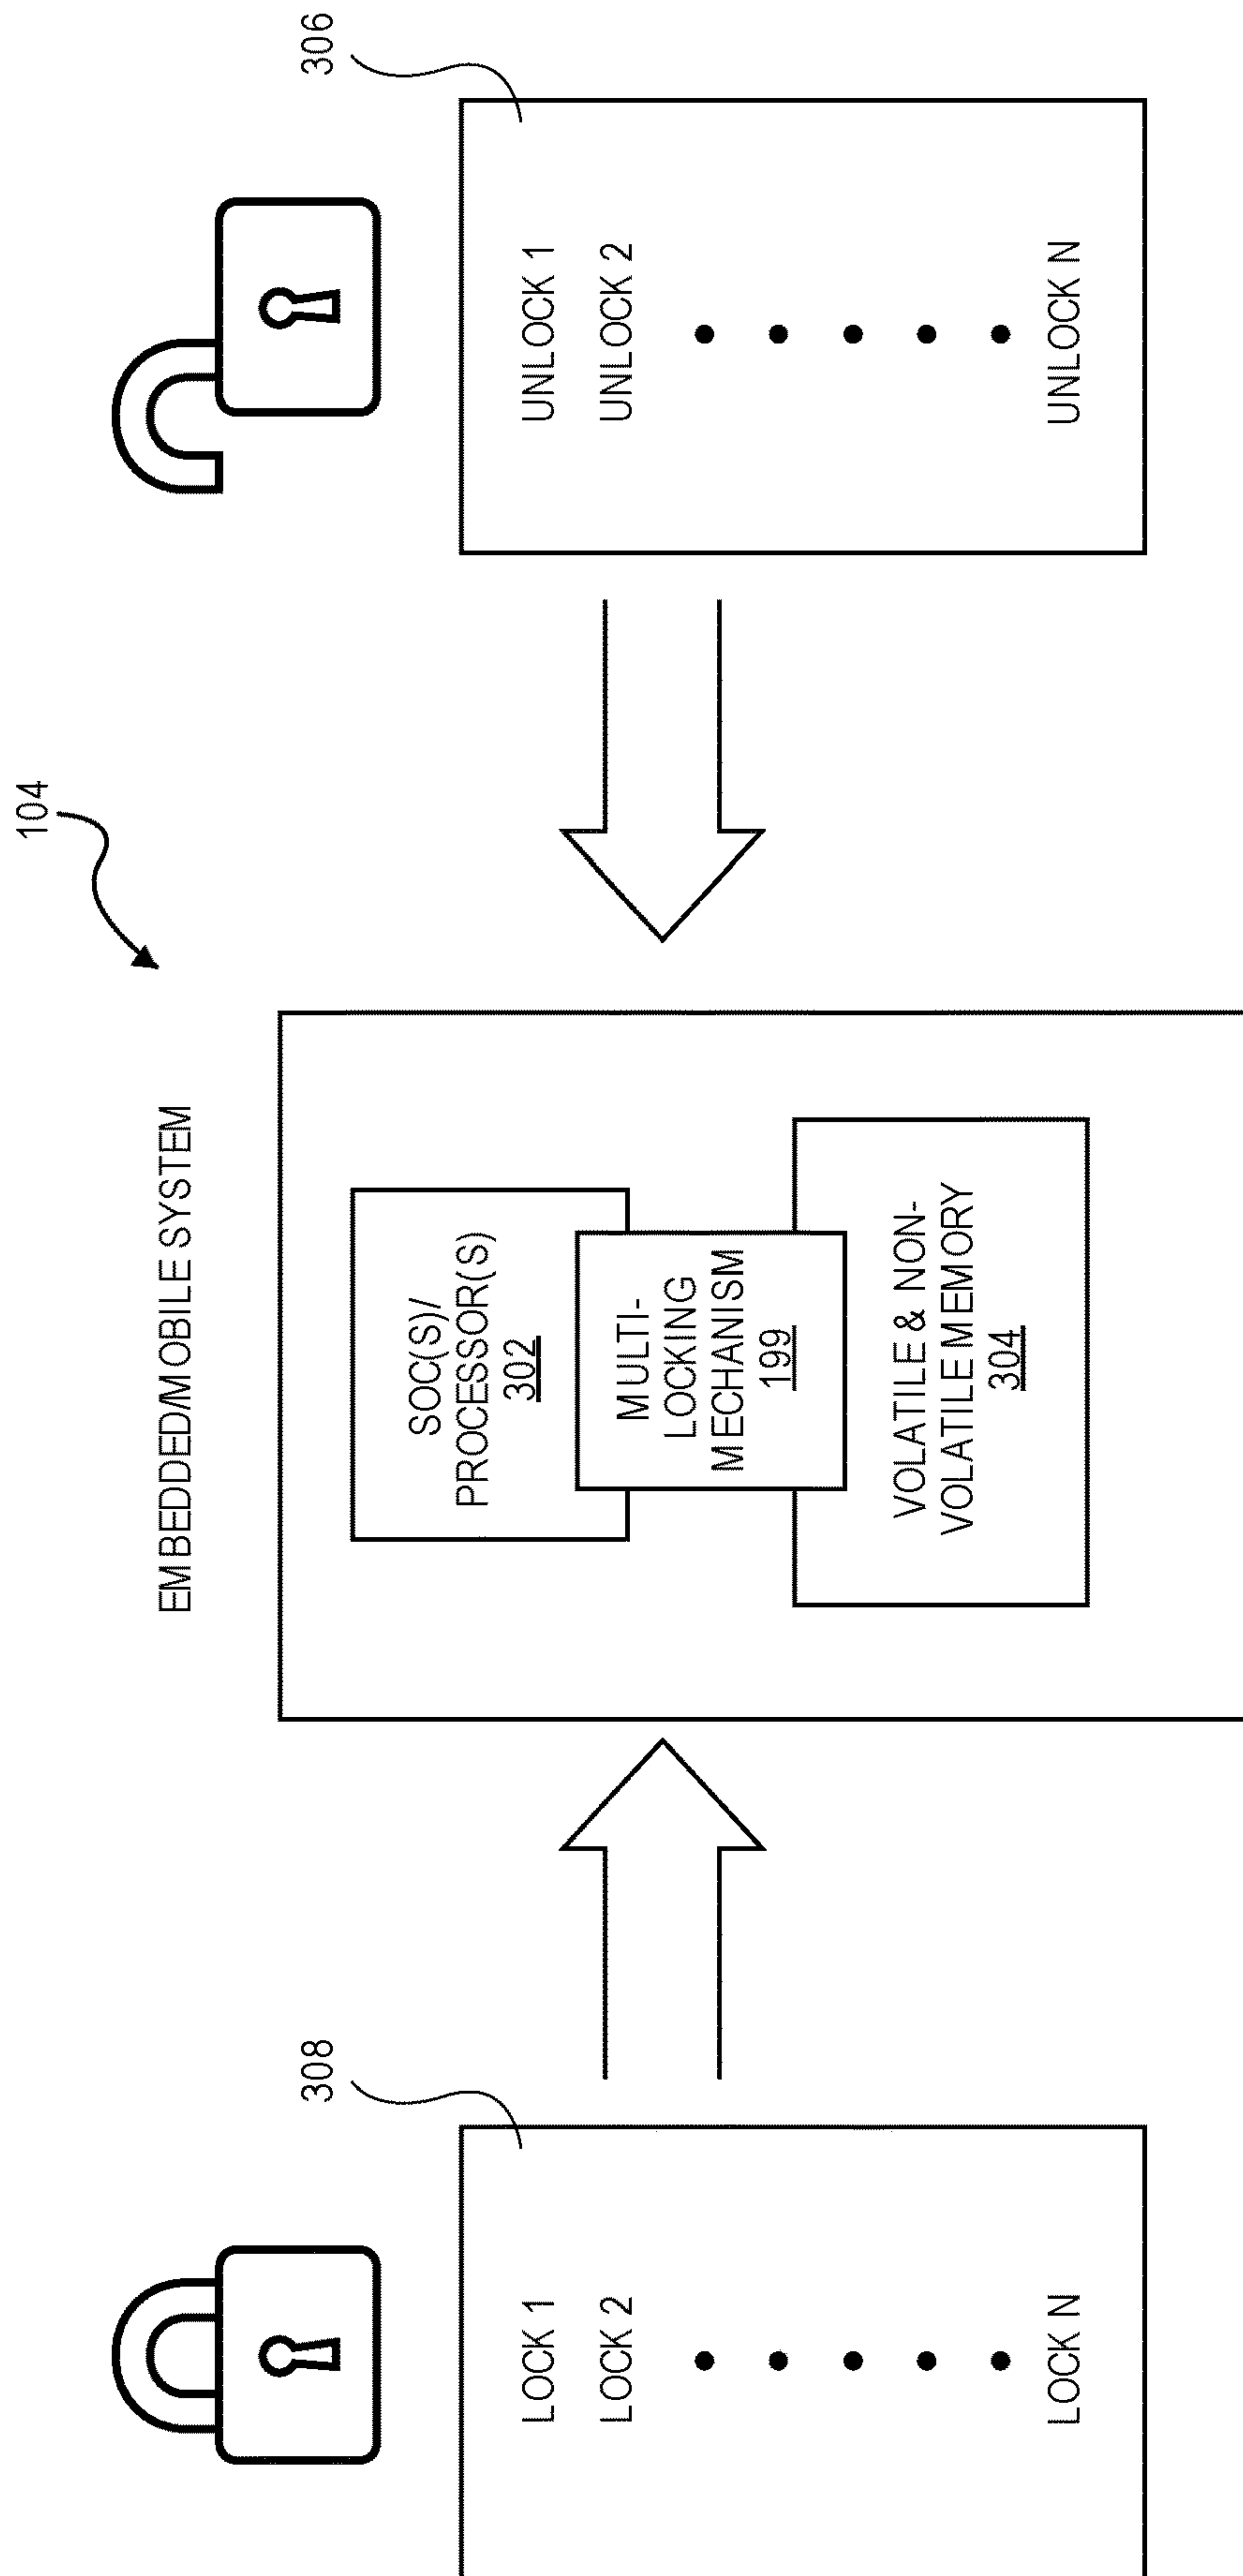 104
EMBEDDED/MOBILE SYSTEM
308
LOCK 1
LOCK 2
LOCK N
SOC(S)/
PROCESSOR(S)
302
MULTI-
LOCKING
MECHANISM
199
VOLATILE & NON-
VOLATILE MEMORY
304
306
UNLOCK 1
UNLOCK 2
UNLOCK N